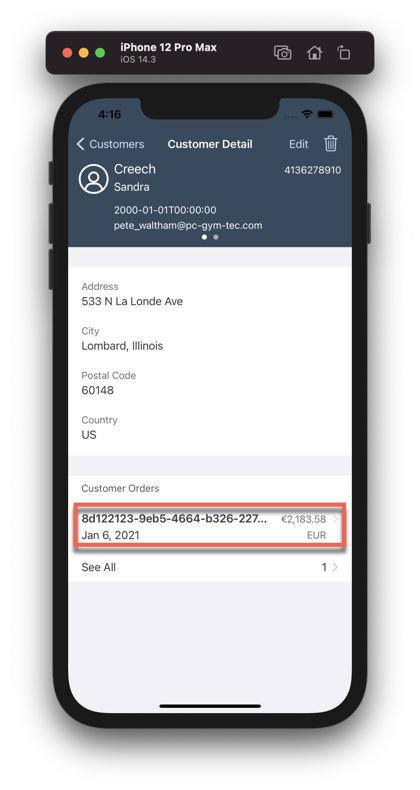 iPhone 12 Pro Max
iOS 14.3
4:16
Customers
Customer Detail
Edit
Creech
4136278910
Sandra
2000-01-01T00:00:00
pete_waltham@pc-gym-tec.com
Address
533 N La Londe Ave
City
Lombard, Illinois
Postal Code
60148
Country
US
Customer Orders
8d122123-9eb5-4664-b326-227... €2,183.58
Jan 6, 2021 EUR
See All 1